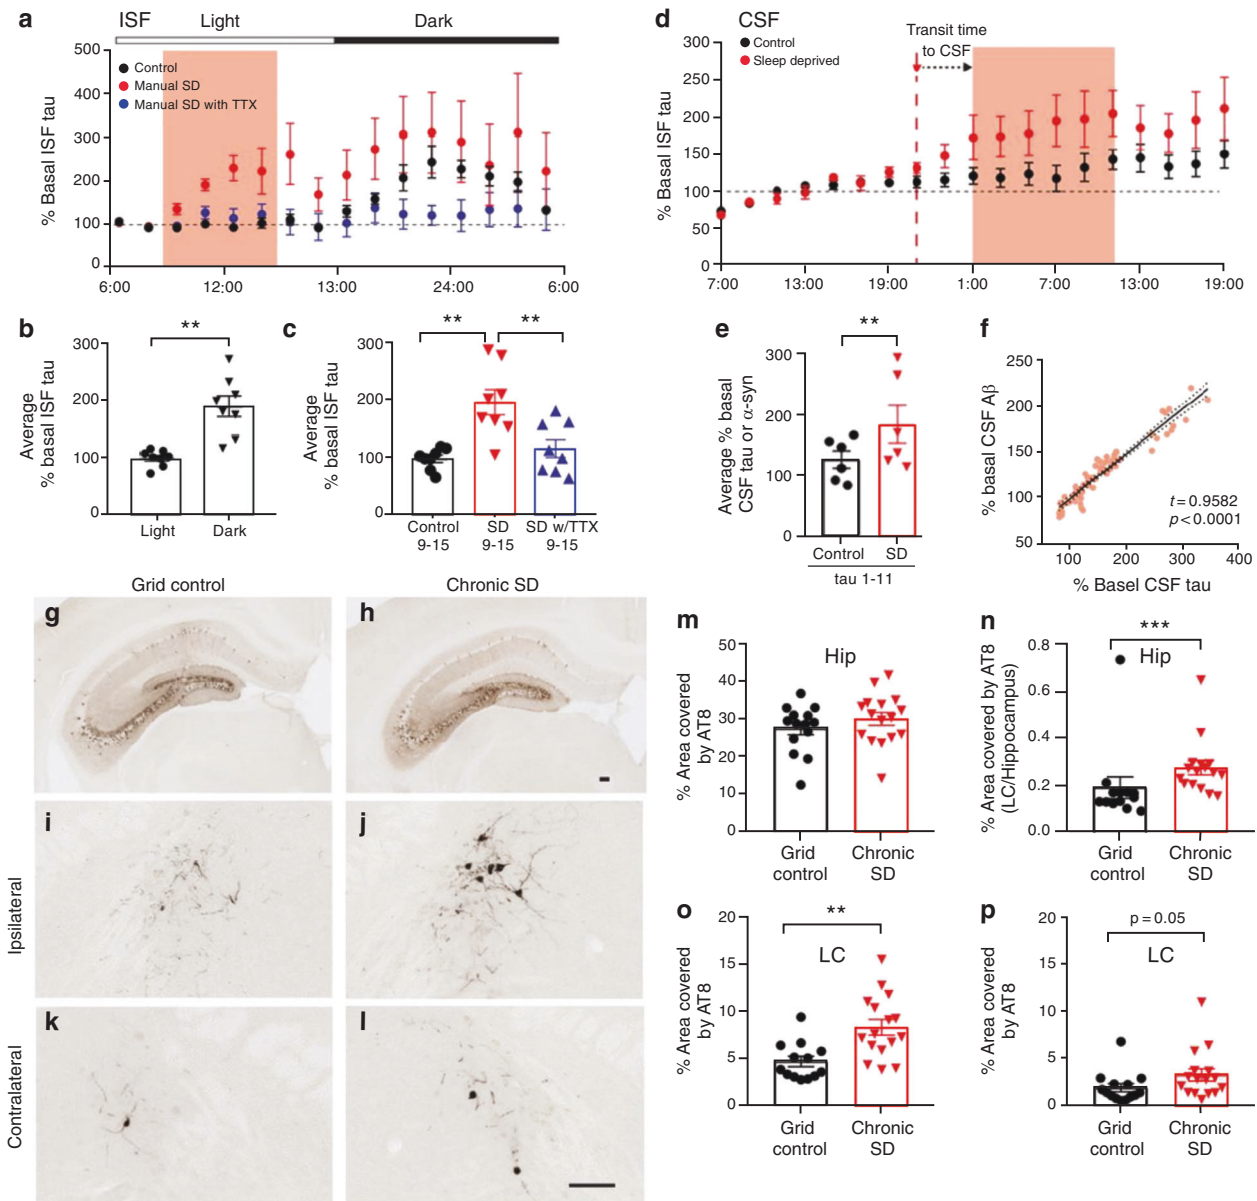 a
ISF
Light
Dark
% Basal ISF tau
500
400
300
200
100
0
Control
Manual SD
Manual SD with TTX
6:00
12:00
13:00
24:00
6:00
d
CSF
Transit time
to CSF
Control
Sleep deprived
% Basal ISF tau
300
250
200
150
100
50
0
7:00
13:00
19:00
1:00
7:00
13:00
19:00
b
**
Average
% basal ISF tau
300
200
100
0
Light
Dark
c
**
**
Average
% basal ISF tau
300
200
100
0
Control
9-15
SD
9-15
SD w/TTX
9-15
e
**
Average % basal
CSF tau or α-syn
300
200
100
0
Control
SD
tau 1-11
f
% basal CSF Aβ
250
200
150
100
50
t = 0.9582
p < 0.0001
100
200
300
400
% Basel CSF tau
Grid control
Chronic SD
g
h
Ipsilateral
i
j
Contralateral
k
l
m
Hip
% Area covered
by AT8
50
40
30
20
10
0
Grid
control
Chronic
SD
n
***
Hip
% Area covered by AT8
(LC/Hippocampus)
0.8
0.6
0.4
0.2
0.0
Grid
control
Chronic
SD
o
**
LC
% Area covered
by AT8
20
15
10
5
0
Grid
control
Chronic
SD
p
p = 0.05
LC
% Area covered
by AT8
20
15
10
5
0
Grid
control
Chronic
SD